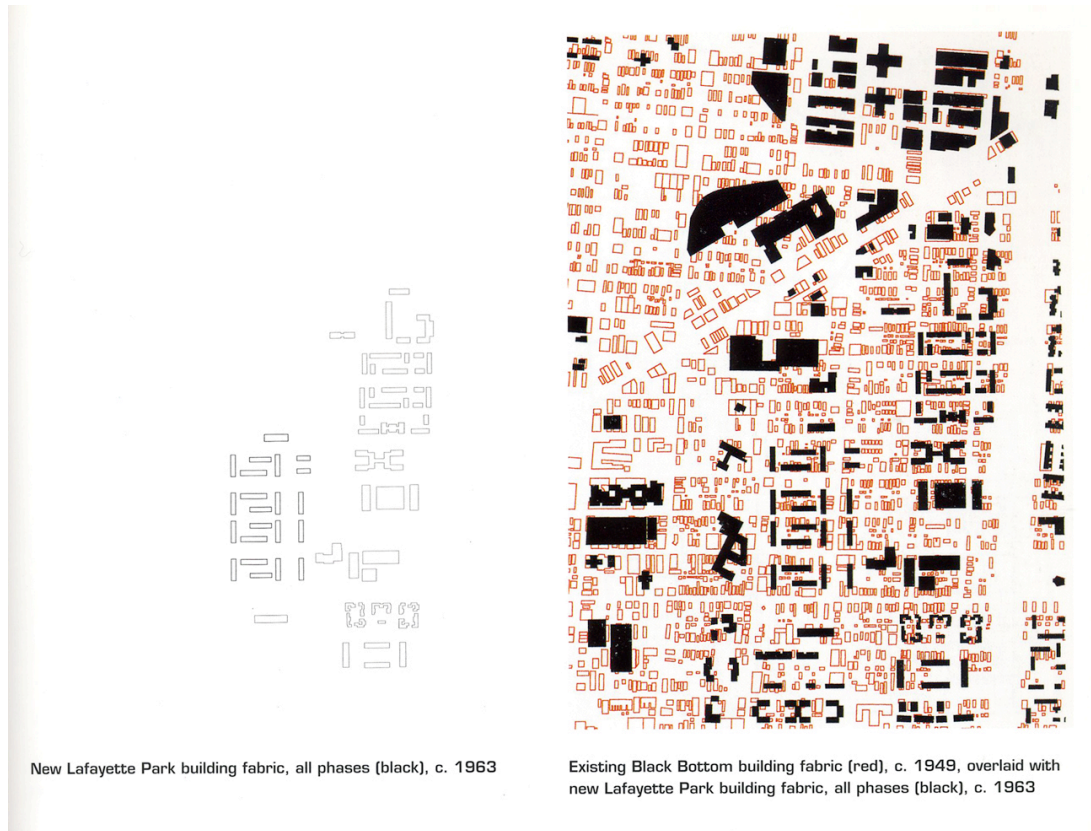 New Lafayette Park building fabric, all phases (black), c. 1963
Existing Black Bottom building fabric (red), c. 1949, overlaid with
new Lafayette Park building fabric, all phases (black), c. 1963